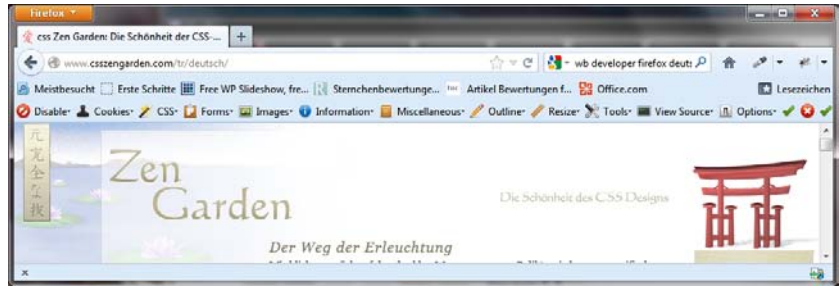 Firefox
css Zen Garden: Die Schönheit der CSS-...
www.csszengarden.com/tr/deutsch/
wb developer firefox deuts
Meistbesucht Erste Schritte Free WP Slideshow, fre... Sternchenbewertunge... Artikel Bewertungen f... Office.com Lesezeichen
Disable Cookies CSS Forms Images Information Miscellaneous Outline Resize Tools View Source Options
Zen
Garden
Die Schönheit des CSS Designs
Der Weg der Erleuchtung